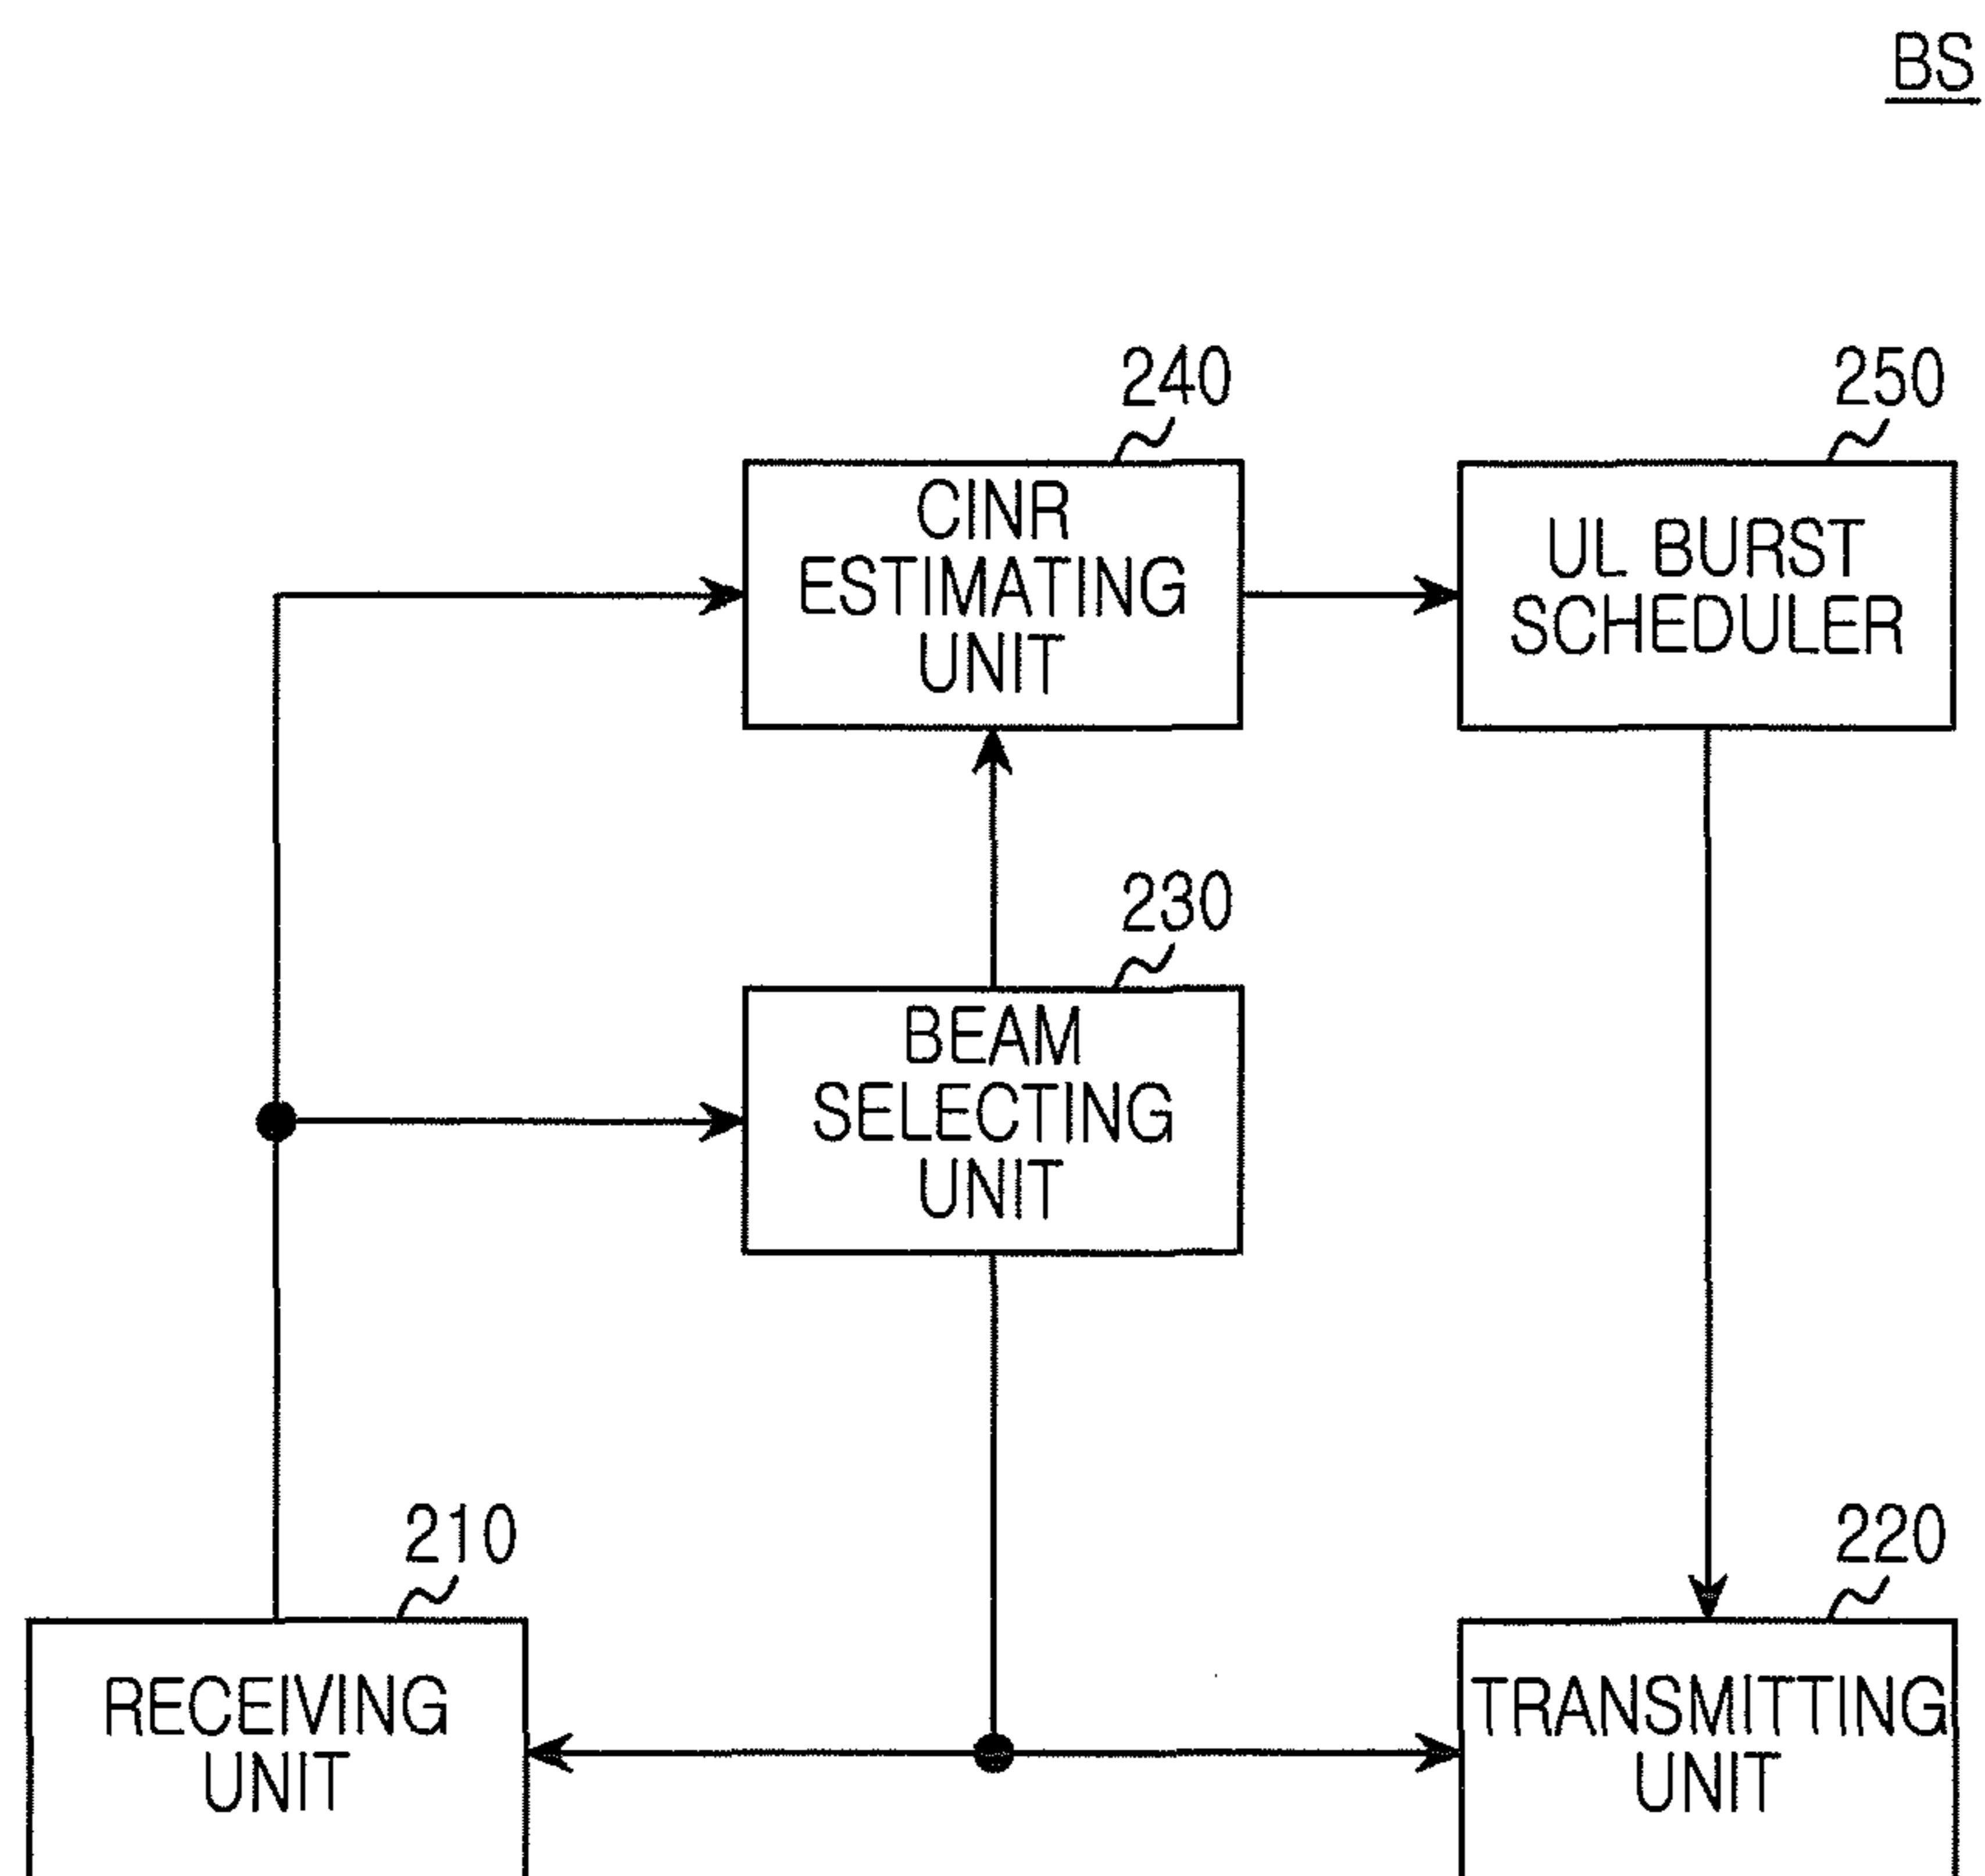 BS
240
250
CINR
ESTIMATING
UNIT
UL BURST
SCHEDULER
230
BEAM
SELECTING
UNIT
210
220
RECEIVING
UNIT
TRANSMITTING
UNIT